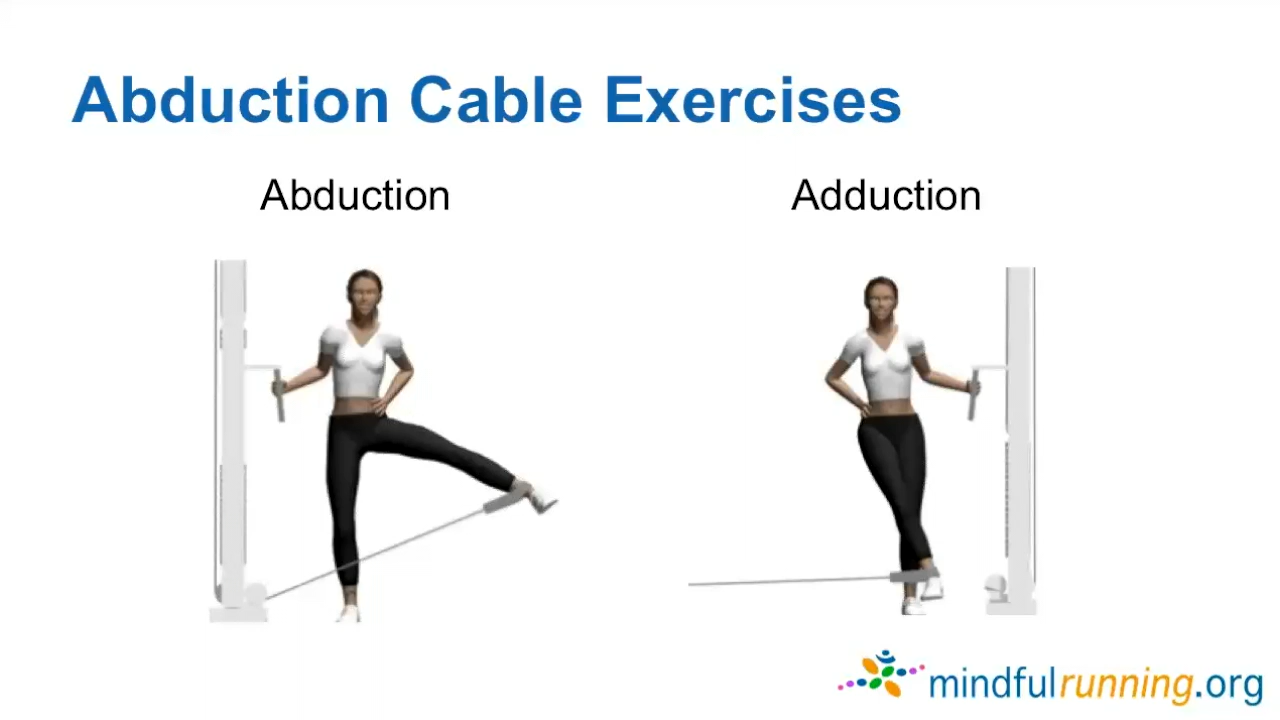 Abduction Cable Exercises
Abduction
Adduction
mindfulrunning.org